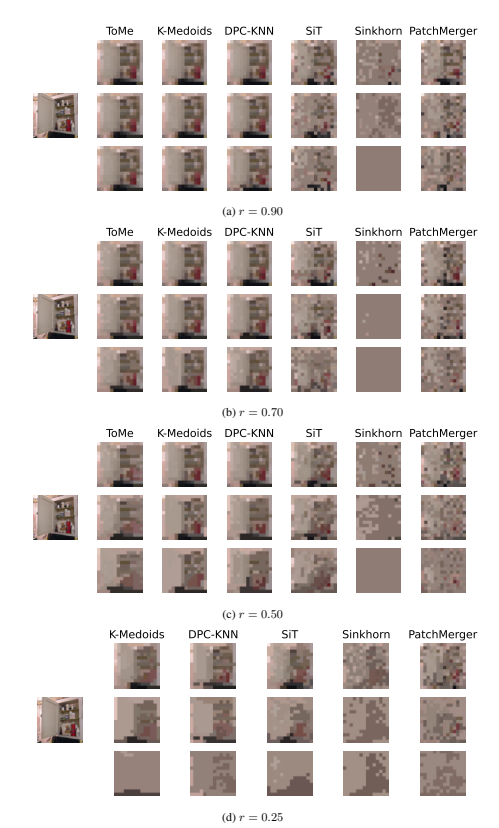 ToMe K-Medoids DPC-KNN SiT Sinkhorn PatchMerger
(a) r = 0.90
ToMe K-Medoids DPC-KNN SiT Sinkhorn PatchMerger
(b) r = 0.70
ToMe K-Medoids DPC-KNN SiT Sinkhorn PatchMerger
(c) r = 0.50
K-Medoids DPC-KNN SiT Sinkhorn PatchMerger
(d) r = 0.25